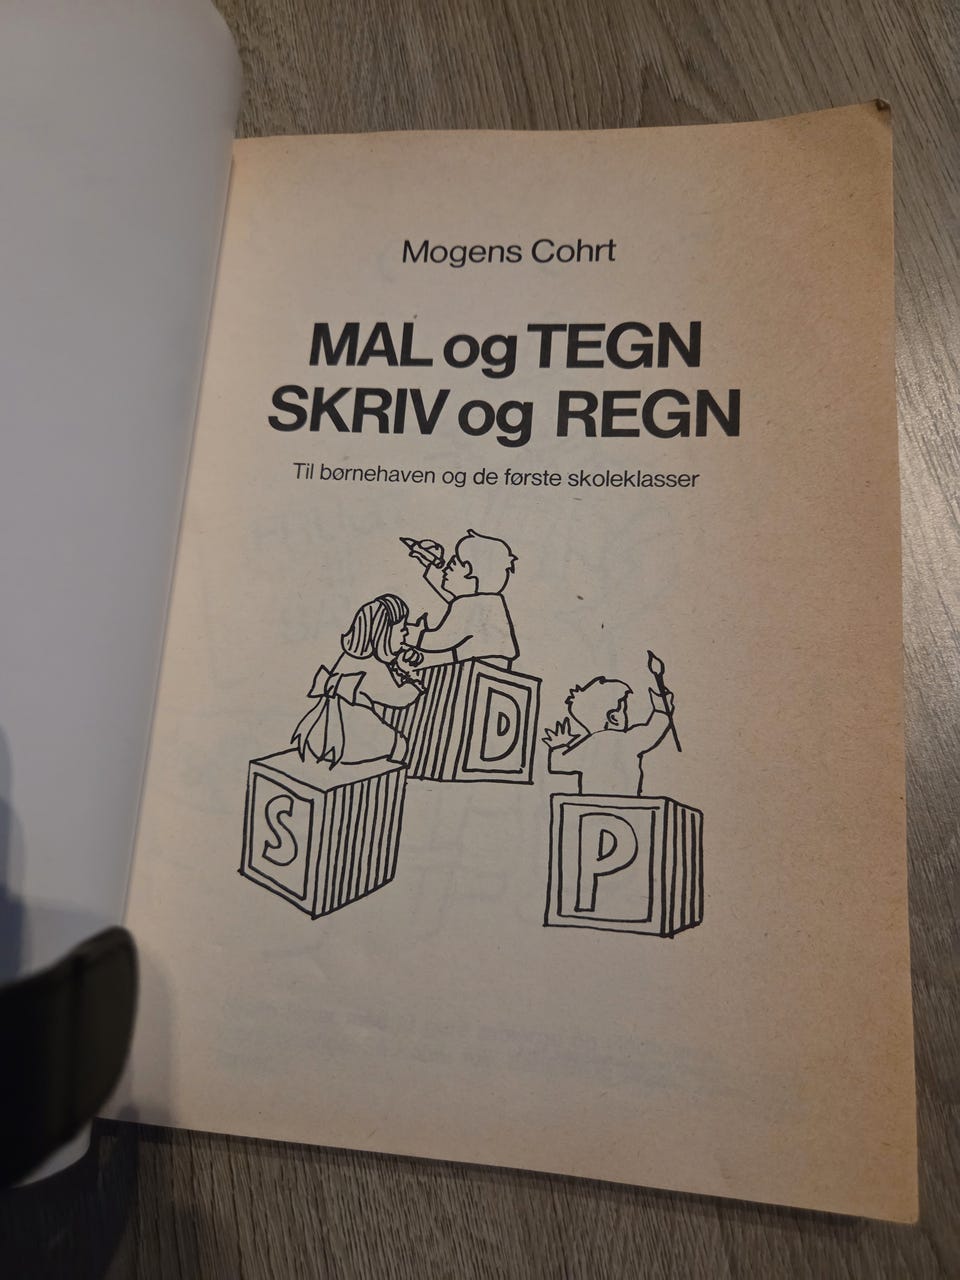 Mogens Cohrt
MAL og TEGN
SKRIV og REGN
Til børnehaven og de første skoleklasser
D
S
P